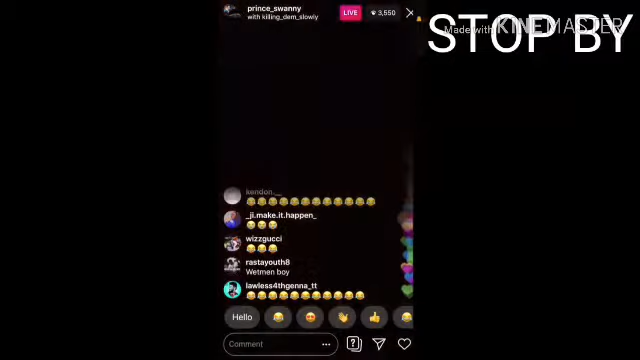 prince_swanny
with killing_dem_slowly
LIVE
3,550
STOP BY
Made with KINEMASTER
kendon.__
😂😂😂😂😂😂😂😂😂😂😂😂
_ji.make.it.happen_
😭😭😭
wizzgucci
😂😂😂
rastayouth8
Wetmen boy
lawless4thgenna_tt
😂😂😂😂😂😂😂😂😂😂😂
Hello 😂 😍 👏 👍 😂
Comment